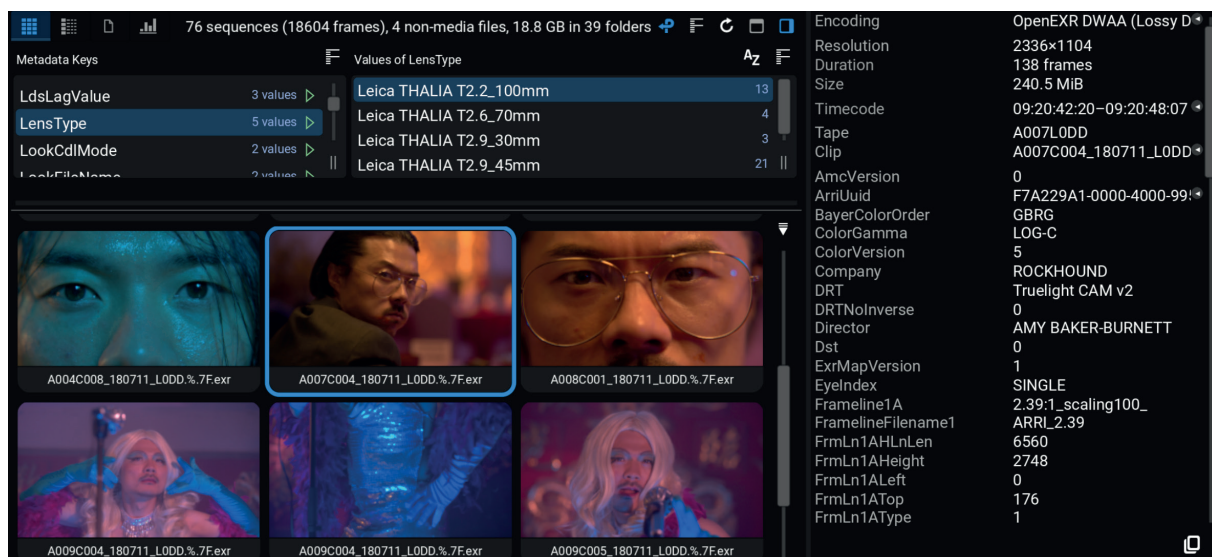 76 sequences (18604 frames), 4 non-media files, 18.8 GB in 39 folders
Metadata Keys
LdsLagValue 3 values
LensType 5 values
LookCdlMode 2 values
LookFileName 2 values
Values of LensType
AZ
Leica THALIA T2.2_100mm 13
Leica THALIA T2.6_70mm 4
Leica THALIA T2.9_30mm 3
Leica THALIA T2.9_45mm 21
A004C008_180711_L0DD.%.7F.exr
A007C004_180711_L0DD.%.7F.exr
A008C001_180711_L0DD.%.7F.exr
A009C004_180711_L0DD.%.7F.exr
A009C004_180711_L0DD.%.7F.exr
A009C005_180711_L0DD.%.7F.exr
Encoding OpenEXR DWAA (Lossy D
Resolution 2336×1104
Duration 138 frames
Size 240.5 MiB
Timecode 09:20:42:20–09:20:48:07
Tape A007L0DD
Clip A007C004_180711_L0DD
AmcVersion 0
ArriUuid F7A229A1-0000-4000-99
BayerColorOrder GBRG
ColorGamma LOG-C
ColorVersion 5
Company ROCKHOUND
DRT Truelight CAM v2
DRTNoInverse 0
Director AMY BAKER-BURNETT
Dst 0
ExrMapVersion 1
EyeIndex SINGLE
Frameline1A 2.39:1_scaling100_
FramelineFilename1 ARRI_2.39
FrmLn1AHLnLen 6560
FrmLn1AHeight 2748
FrmLn1ALeft 0
FrmLn1ATop 176
FrmLn1AType 1